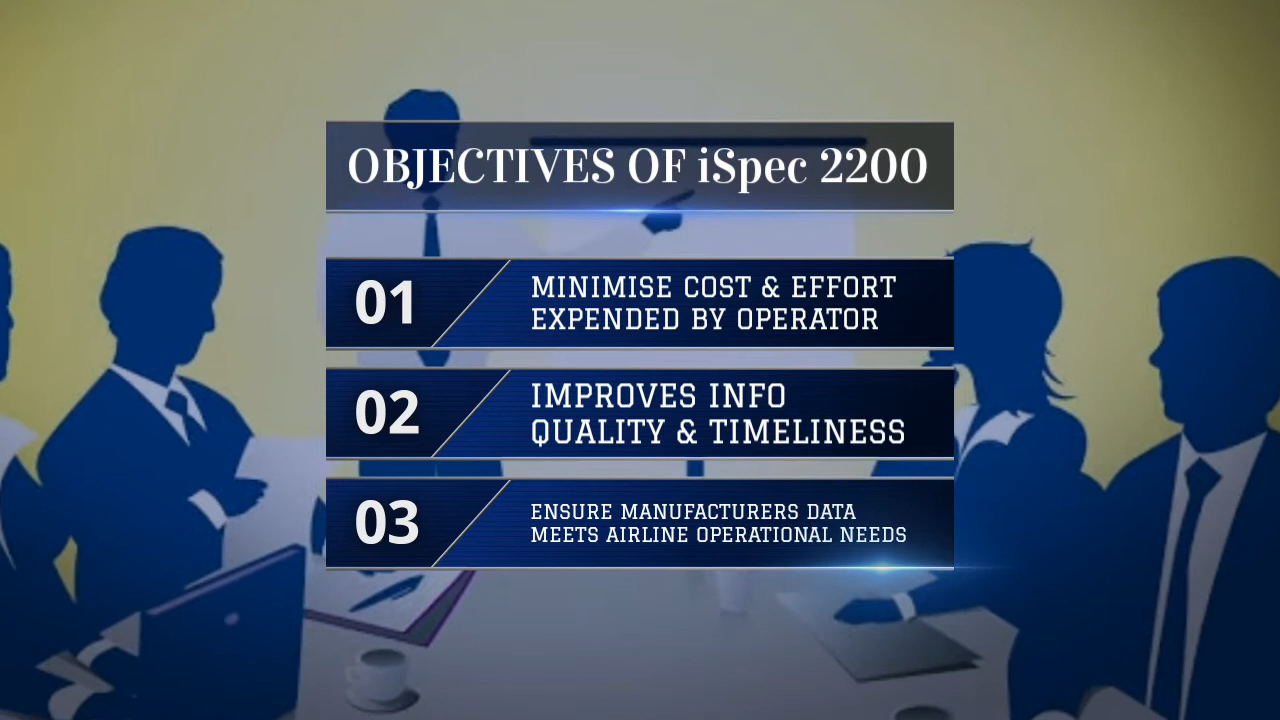 OBJECTIVES OF iSpec 2200
01
MINIMISE COST & EFFORT
EXPENDED BY OPERATOR
02
IMPROVES INFO
QUALITY & TIMELINESS
03
ENSURE MANUFACTURERS DATA
MEETS AIRLINE OPERATIONAL NEEDS